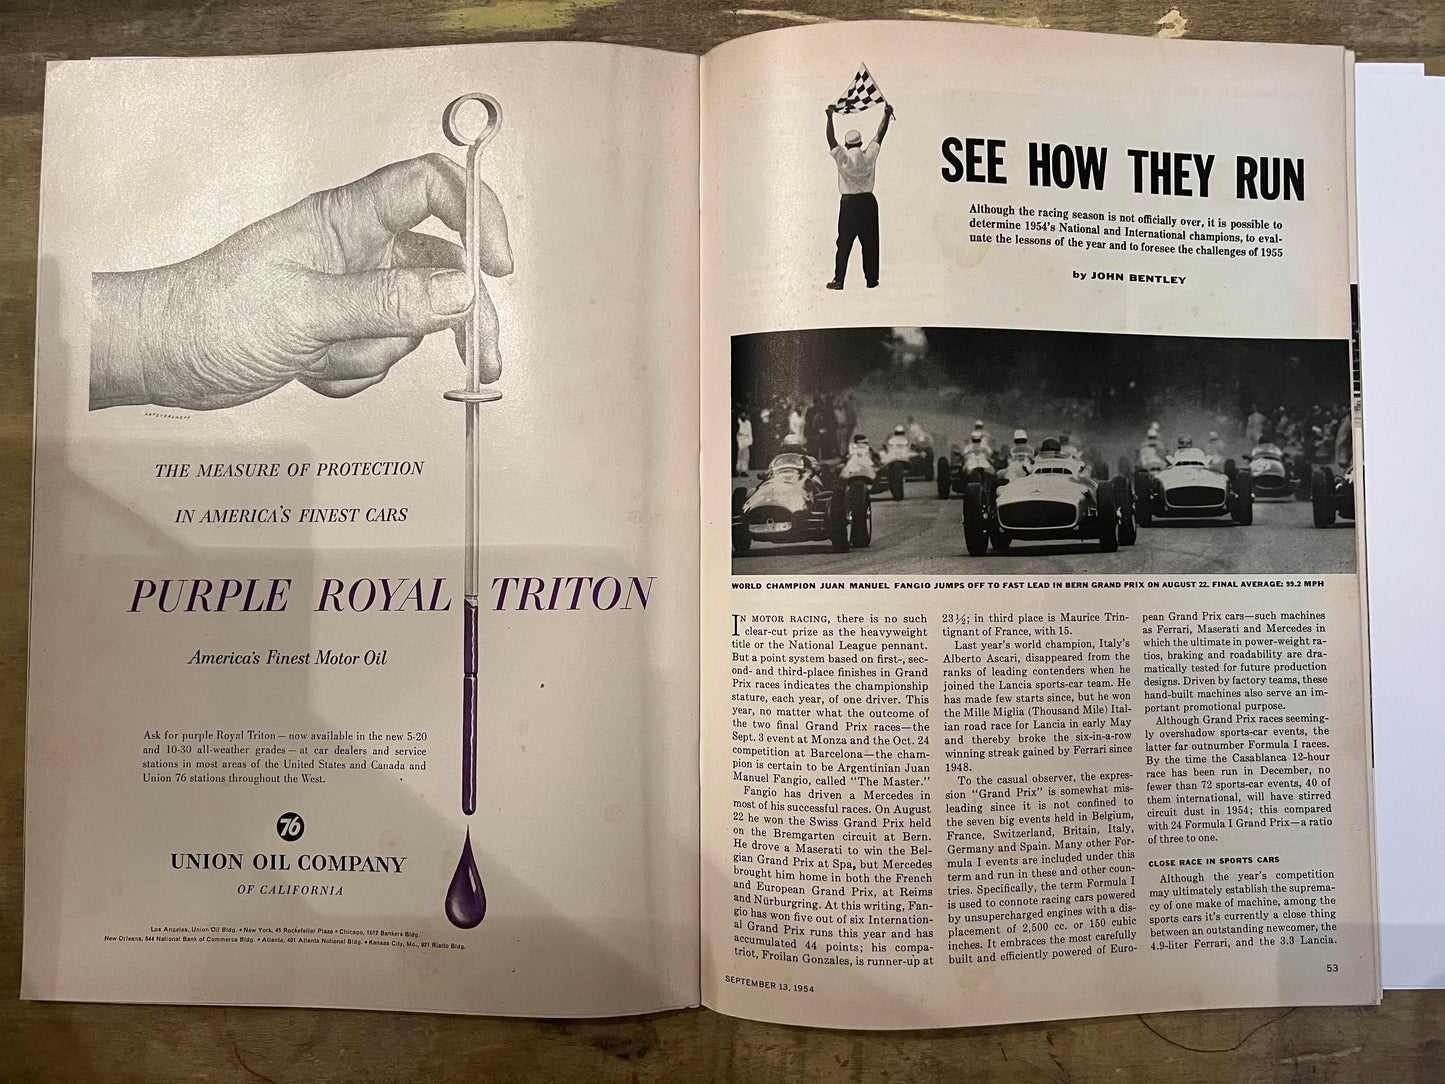 ARTZYBASHEFF
THE MEASURE OF PROTECTION
IN AMERICA'S FINEST CARS
PURPLE ROYAL TRITON
America's Finest Motor Oil
Ask for purple Royal Triton — now available in the new 5-20
and 10-30 all-weather grades — at car dealers and service
stations in most areas of the United States and Canada and
Union 76 stations throughout the West.
76
UNION OIL COMPANY
OF CALIFORNIA
Los Angeles, Union Oil Bldg. • New York, 45 Rockefeller Plaza • Chicago, 1612 Bankers Bldg.
New Orleans, 644 National Bank of Commerce Bldg. • Atlanta, 401 Atlanta National Bldg. • Kansas City, Mo., 921 Rialto Bldg.
SEE HOW THEY RUN
Although the racing season is not officially over, it is possible to
determine 1954's National and International champions, to eval-
uate the lessons of the year and to foresee the challenges of 1955
by JOHN BENTLEY
WORLD CHAMPION JUAN MANUEL FANGIO JUMPS OFF TO FAST LEAD IN BERN GRAND PRIX ON AUGUST 22. FINAL AVERAGE: 99.2 MPH
IN MOTOR RACING, there is no such
clear-cut prize as the heavyweight
title or the National League pennant.
But a point system based on first-, sec-
ond- and third-place finishes in Grand
Prix races indicates the championship
stature, each year, of one driver. This
year, no matter what the outcome of
the two final Grand Prix races—the
Sept. 3 event at Monza and the Oct. 24
competition at Barcelona—the cham-
pion is certain to be Argentinian Juan
Manuel Fangio, called "The Master."
Fangio has driven a Mercedes in
most of his successful races. On August
22 he won the Swiss Grand Prix held
on the Bremgarten circuit at Bern.
He drove a Maserati to win the Bel-
gian Grand Prix at Spa, but Mercedes
brought him home in both the French
and European Grand Prix, at Reims
and Nürburgring. At this writing, Fan-
gio has won five out of six Internation-
al Grand Prix runs this year and has
accumulated 44 points; his compa-
triot, Froilan Gonzales, is runner-up at
23½; in third place is Maurice Trin-
tignant of France, with 15.
Last year's world champion, Italy's
Alberto Ascari, disappeared from the
ranks of leading contenders when he
joined the Lancia sports-car team. He
has made few starts since, but he won
the Mille Miglia (Thousand Mile) Ital-
ian road race for Lancia in early May
and thereby broke the six-in-a-row
winning streak gained by Ferrari since
1948.
To the casual observer, the expres-
sion "Grand Prix" is somewhat mis-
leading since it is not confined to
the seven big events held in Belgium,
France, Switzerland, Britain, Italy,
Germany and Spain. Many other For-
mula I events are included under this
term and run in these and other coun-
tries. Specifically, the term Formula I
is used to connote racing cars powered
by unsupercharged engines with a dis-
placement of 2,500 cc. or 150 cubic
inches. It embraces the most carefully
built and efficiently powered of Euro-
pean Grand Prix cars—such machines
as Ferrari, Maserati and Mercedes in
which the ultimate in power-weight ra-
tios, braking and roadability are dra-
matically tested for future production
designs. Driven by factory teams, these
hand-built machines also serve an im-
portant promotional purpose.
Although Grand Prix races seeming-
ly overshadow sports-car events, the
latter far outnumber Formula I races.
By the time the Casablanca 12-hour
race has been run in December, no
fewer than 72 sports-car events, 40 of
them international, will have stirred
circuit dust in 1954; this compared
with 24 Formula I Grand Prix—a ratio
of three to one.
CLOSE RACE IN SPORTS CARS
Although the year's competition
may ultimately establish the suprema-
cy of one make of machine, among the
sports cars it's currently a close thing
between an outstanding newcomer, the
4.9-liter Ferrari, and the 3.3 Lancia.
SEPTEMBER 13, 1954
53